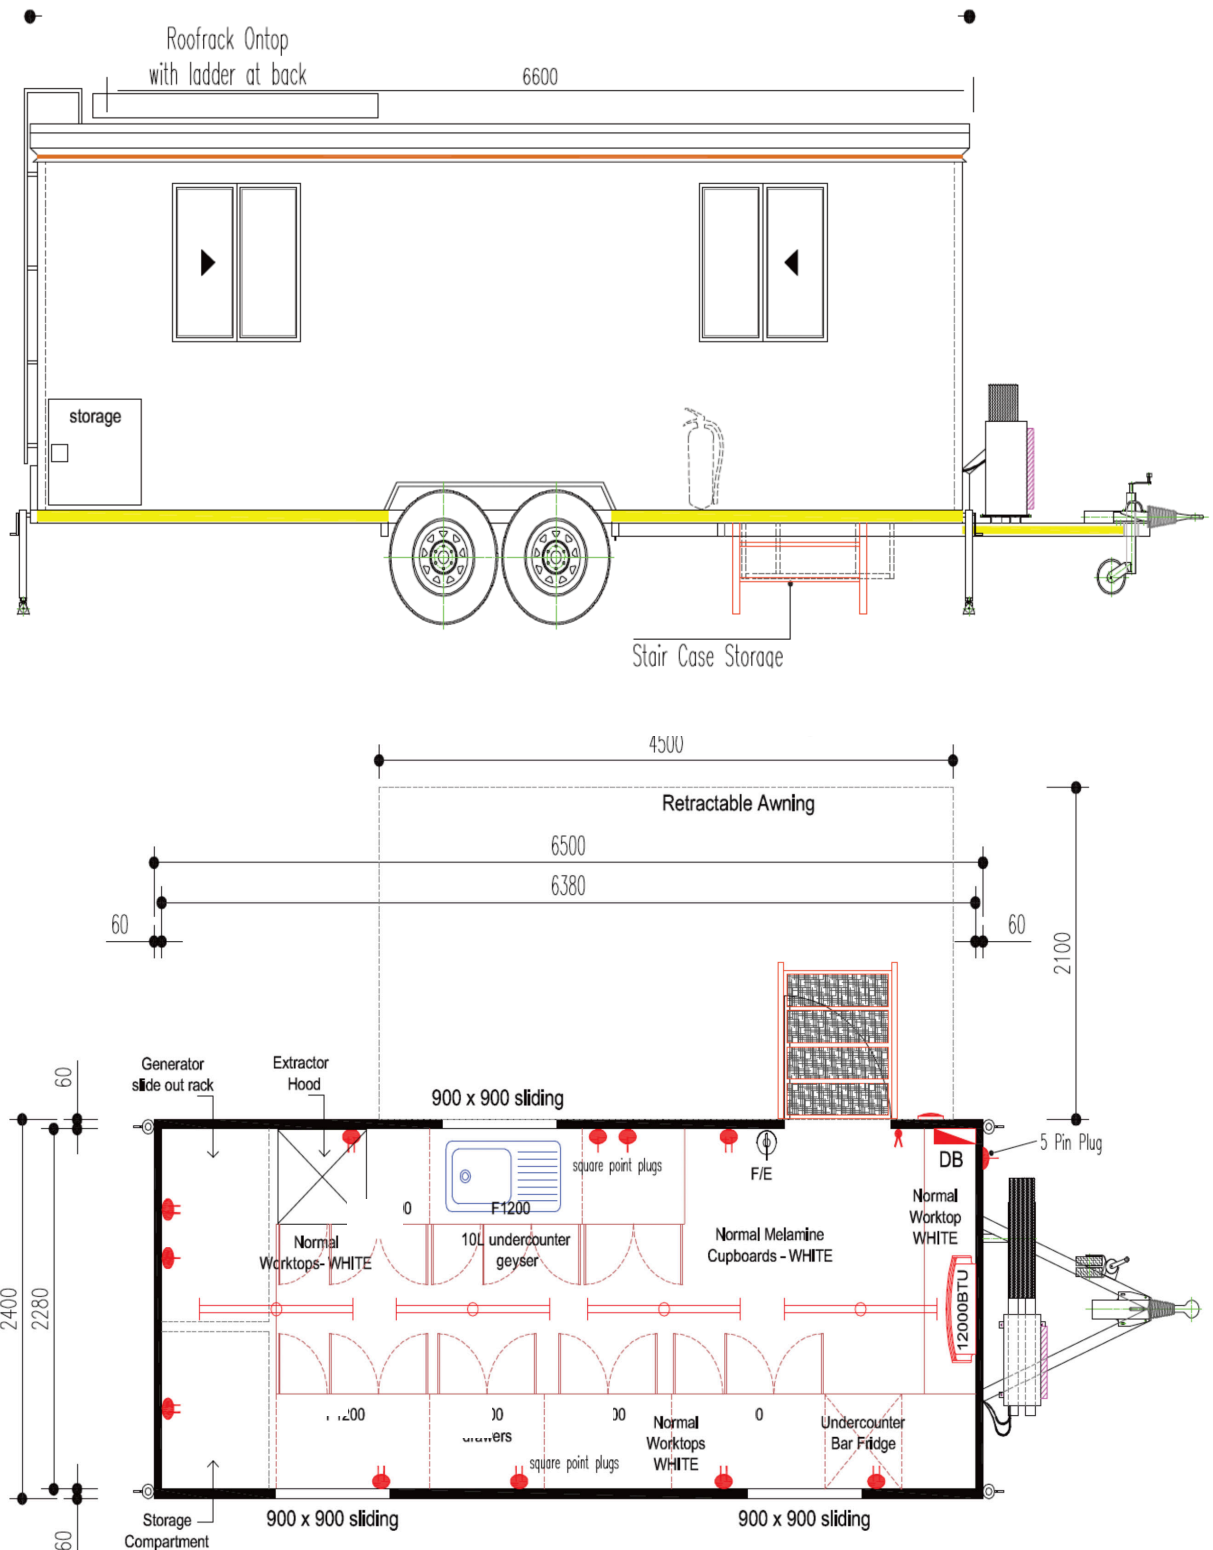 Roofrack Ontop
with ladder at back
6600
storage
Stair Case Storage
4500
Retractable Awning
6500
6380
60
60
2100
60
Generator
slide out rack
Extractor
Hood
900 x 900 sliding
5 Pin Plug
DB
F/E
square point plugs
F1200
10L undercounter
geyser
Normal
Worktops- WHITE
Normal Melamine
Cupboards - WHITE
Normal
Worktop
WHITE
12000BTU
2400
2280
Normal
Worktops
WHITE
Undercounter
Bar Fridge
square point plugs
900 x 900 sliding
900 x 900 sliding
Storage
Compartment
60